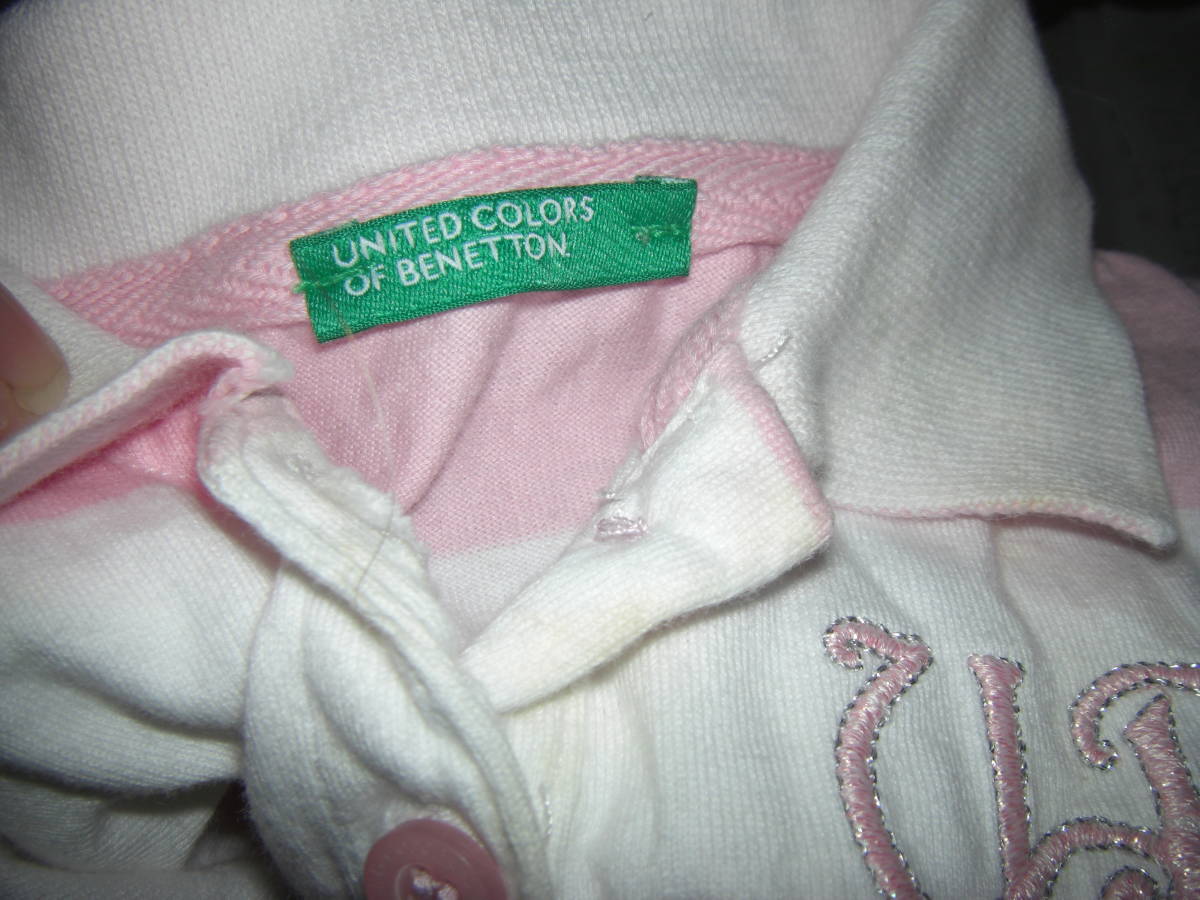 UNITED COLORS
OF BENETTON.